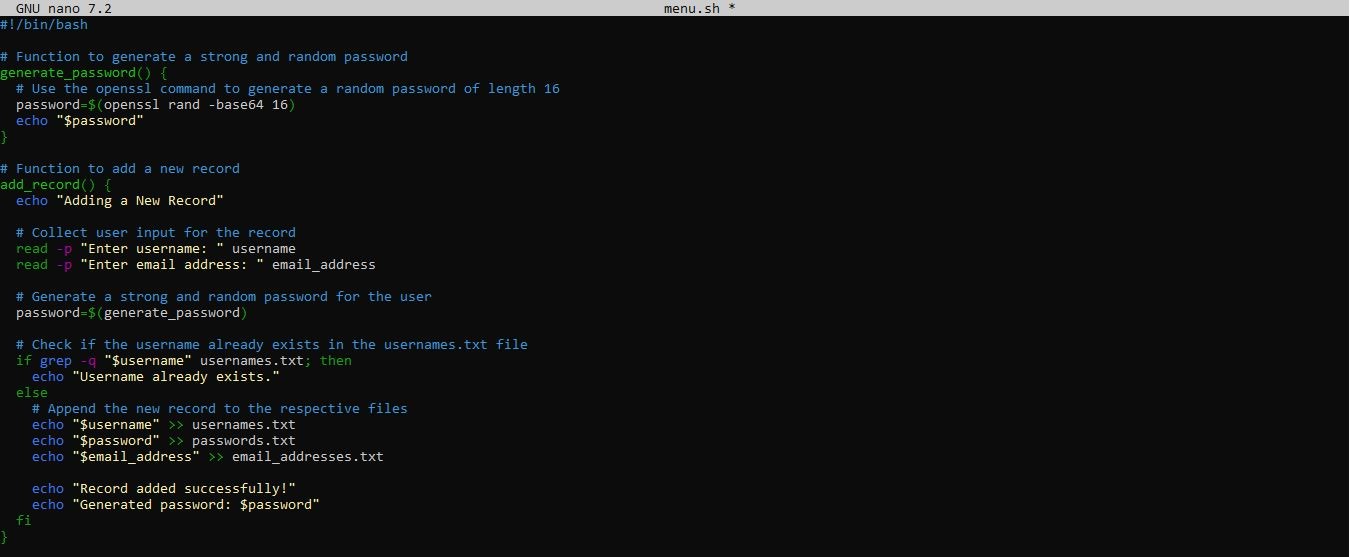 GNU nano 7.2 menu.sh *
#!/bin/bash
# Function to generate a strong and random password
generate_password() {
# Use the openssl command to generate a random password of length 16
password=$(openssl rand -base64 16)
echo "$password"
}
# Function to add a new record
add_record() {
echo "Adding a New Record"
# Collect user input for the record
read -p "Enter username: " username
read -p "Enter email address: " email_address
# Generate a strong and random password for the user
password=$(generate_password)
# Check if the username already exists in the usernames.txt file
if grep -q "$username" usernames.txt; then
echo "Username already exists."
else
# Append the new record to the respective files
echo "$username" >> usernames.txt
echo "$password" >> passwords.txt
echo "$email_address" >> email_addresses.txt
echo "Record added successfully!"
echo "Generated password: $password"
fi
}